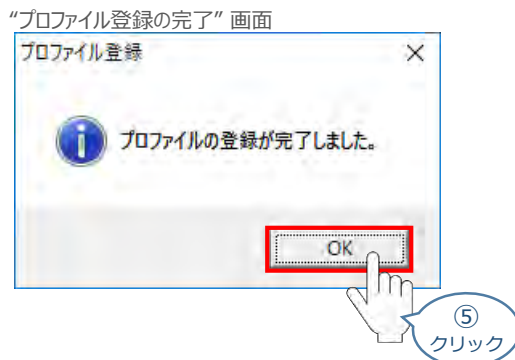 “プロファイル登録の完了” 画面
プロファイル登録
プロファイルの登録が完了しました。
OK
⑤
クリック